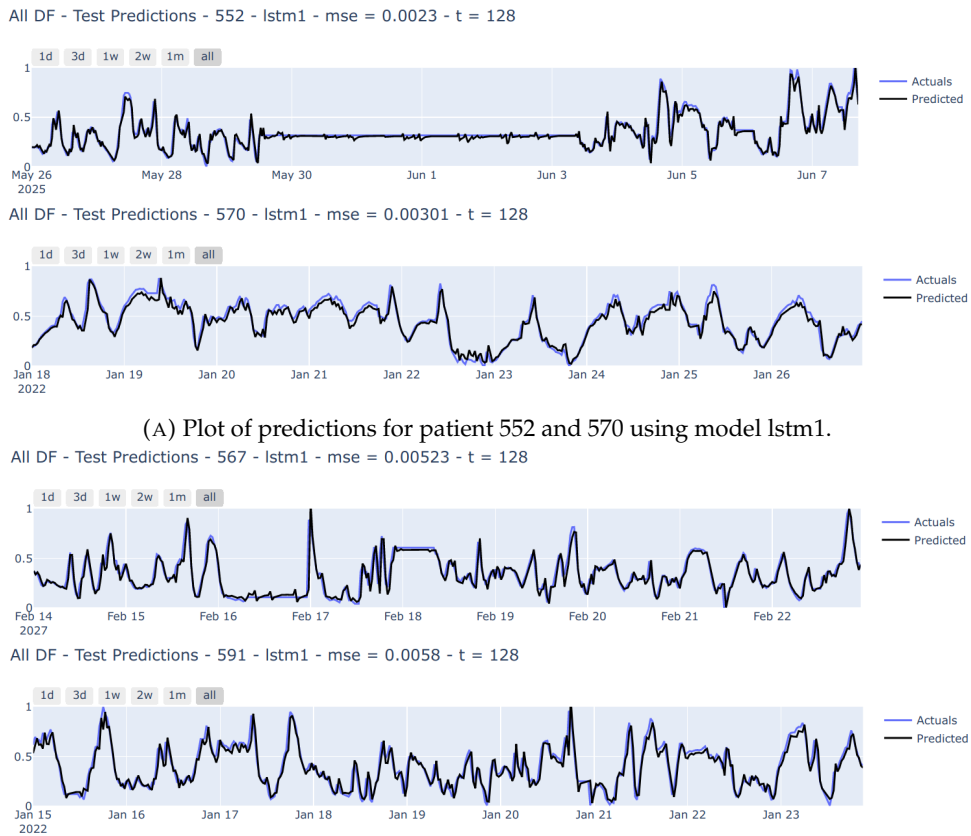 All DF - Test Predictions - 552 - lstm1 - mse = 0.0023 - t = 128
1d 3d 1w 2w 1m all
1
0.5
0
Actuals
Predicted
May 26 May 28 May 30 Jun 1 Jun 3 Jun 5 Jun 7
2025
All DF - Test Predictions - 570 - lstm1 - mse = 0.00301 - t = 128
1d 3d 1w 2w 1m all
1
0.5
0
Actuals
Predicted
Jan 18 Jan 19 Jan 20 Jan 21 Jan 22 Jan 23 Jan 24 Jan 25 Jan 26
2022
(A) Plot of predictions for patient 552 and 570 using model lstm1.
All DF - Test Predictions - 567 - lstm1 - mse = 0.00523 - t = 128
1d 3d 1w 2w 1m all
1
0.5
0
Actuals
Predicted
Feb 14 Feb 15 Feb 16 Feb 17 Feb 18 Feb 19 Feb 20 Feb 21 Feb 22
2027
All DF - Test Predictions - 591 - lstm1 - mse = 0.0058 - t = 128
1d 3d 1w 2w 1m all
1
0.5
0
Actuals
Predicted
Jan 15 Jan 16 Jan 17 Jan 18 Jan 19 Jan 20 Jan 21 Jan 22 Jan 23
2022